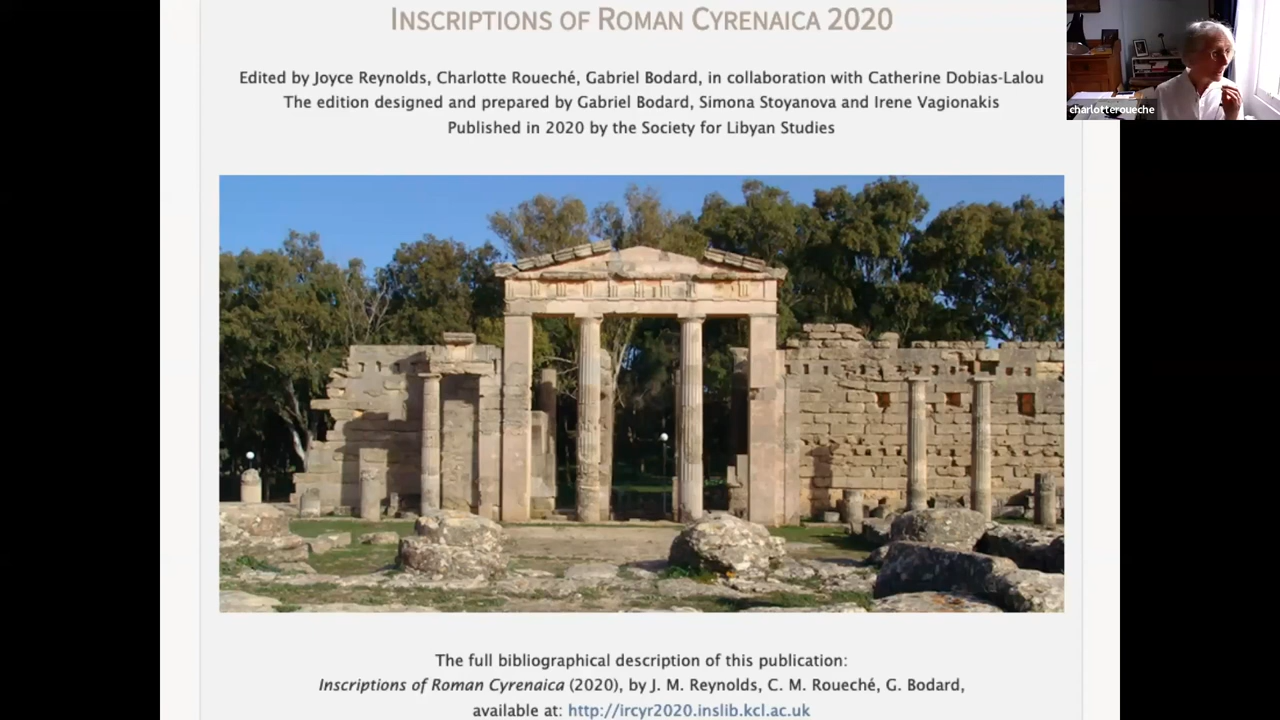 INSCRIPTIONS OF ROMAN CYRENAICA 2020
Edited by Joyce Reynolds, Charlotte Roueché, Gabriel Bodard, in collaboration with Catherine Dobias-Lalou
The edition designed and prepared by Gabriel Bodard, Simona Stoyanova and Irene Vagionakis
Published in 2020 by the Society for Libyan Studies
charlotteroueche
The full bibliographical description of this publication:
Inscriptions of Roman Cyrenaica (2020), by J. M. Reynolds, C. M. Roueché, G. Bodard,
available at: http://ircyr2020.inslib.kcl.ac.uk